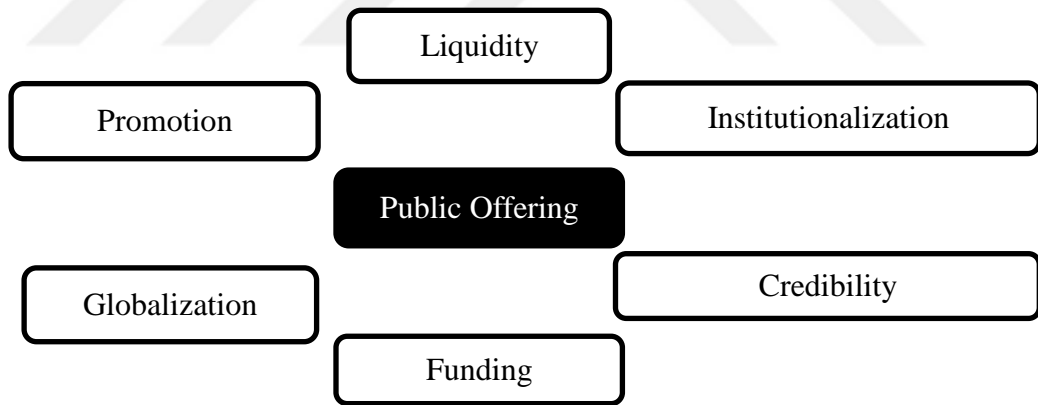 Liquidity
Promotion
Institutionalization
Public Offering
Globalization
Credibility
Funding